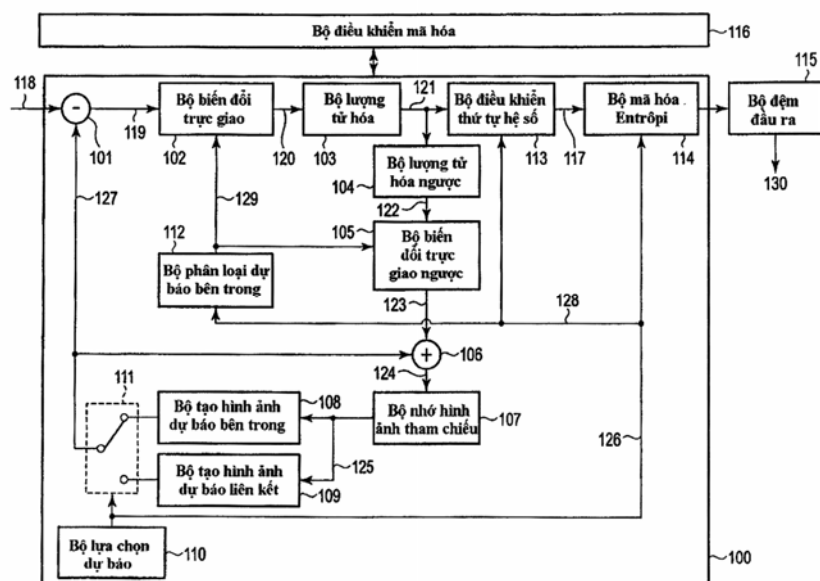 Bộ điều khiển mã hóa
116
115
118
-
101
119
Bộ biến đổi
trực giao
102
120
Bộ lượng
tử hóa
103
121
Bộ điều khiển
thứ tự hệ số
113
117
Bộ mã hóa
Entrôpi
114
Bộ đệm
đầu ra
130
127
129
104
Bộ lượng tử
hóa ngược
122
105
Bộ biến
đổi trực
giao ngược
112
Bộ phân loại dự
báo bên trong
123
128
+
106
124
111
108
Bộ tạo hình ảnh
dự báo bên trong
Bộ nhớ hình
ảnh tham chiếu
107
126
125
Bộ tạo hình ảnh
dự báo liên kết
109
Bộ lựa chọn
dự báo
110
100